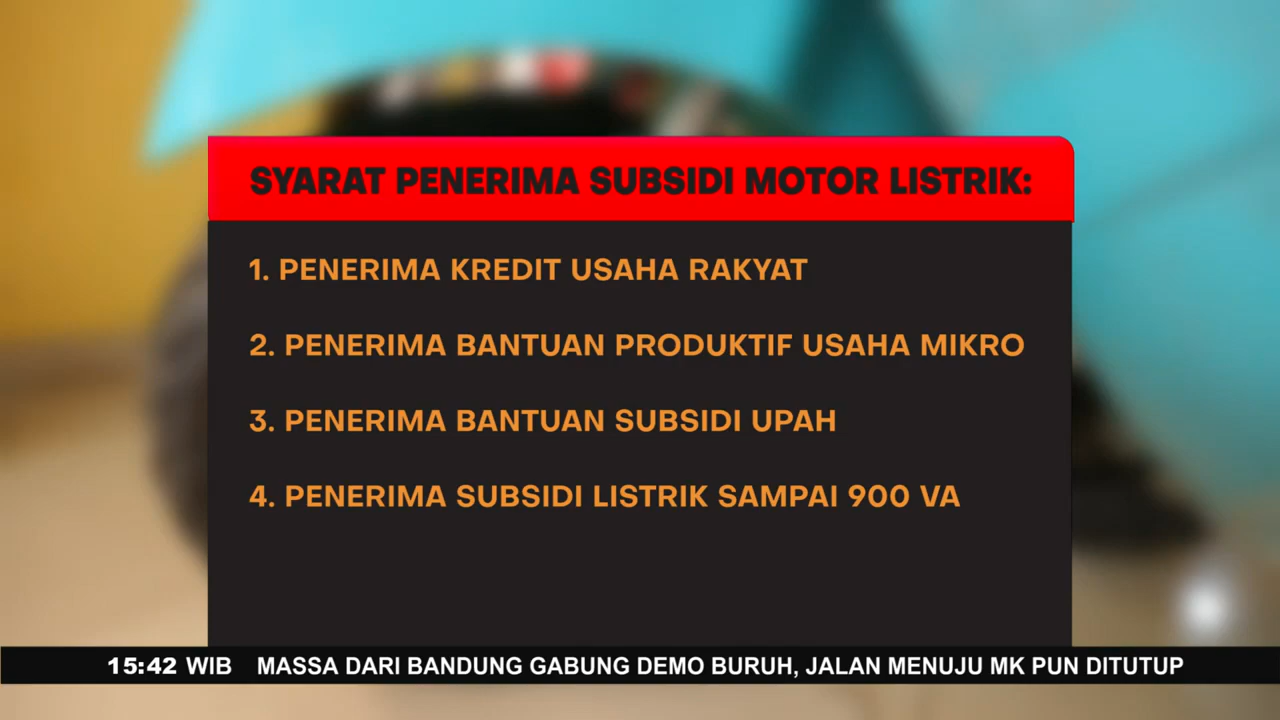 SYARAT PENERIMA SUBSIDI MOTOR LISTRIK:
1. PENERIMA KREDIT USAHA RAKYAT
2. PENERIMA BANTUAN PRODUKTIF USAHA MIKRO
3. PENERIMA BANTUAN SUBSIDI UPAH
4. PENERIMA SUBSIDI LISTRIK SAMPAI 900 VA
15:42 WIB MASSA DARI BANDUNG GABUNG DEMO BURUH, JALAN MENUJU MK PUN DITUTUP